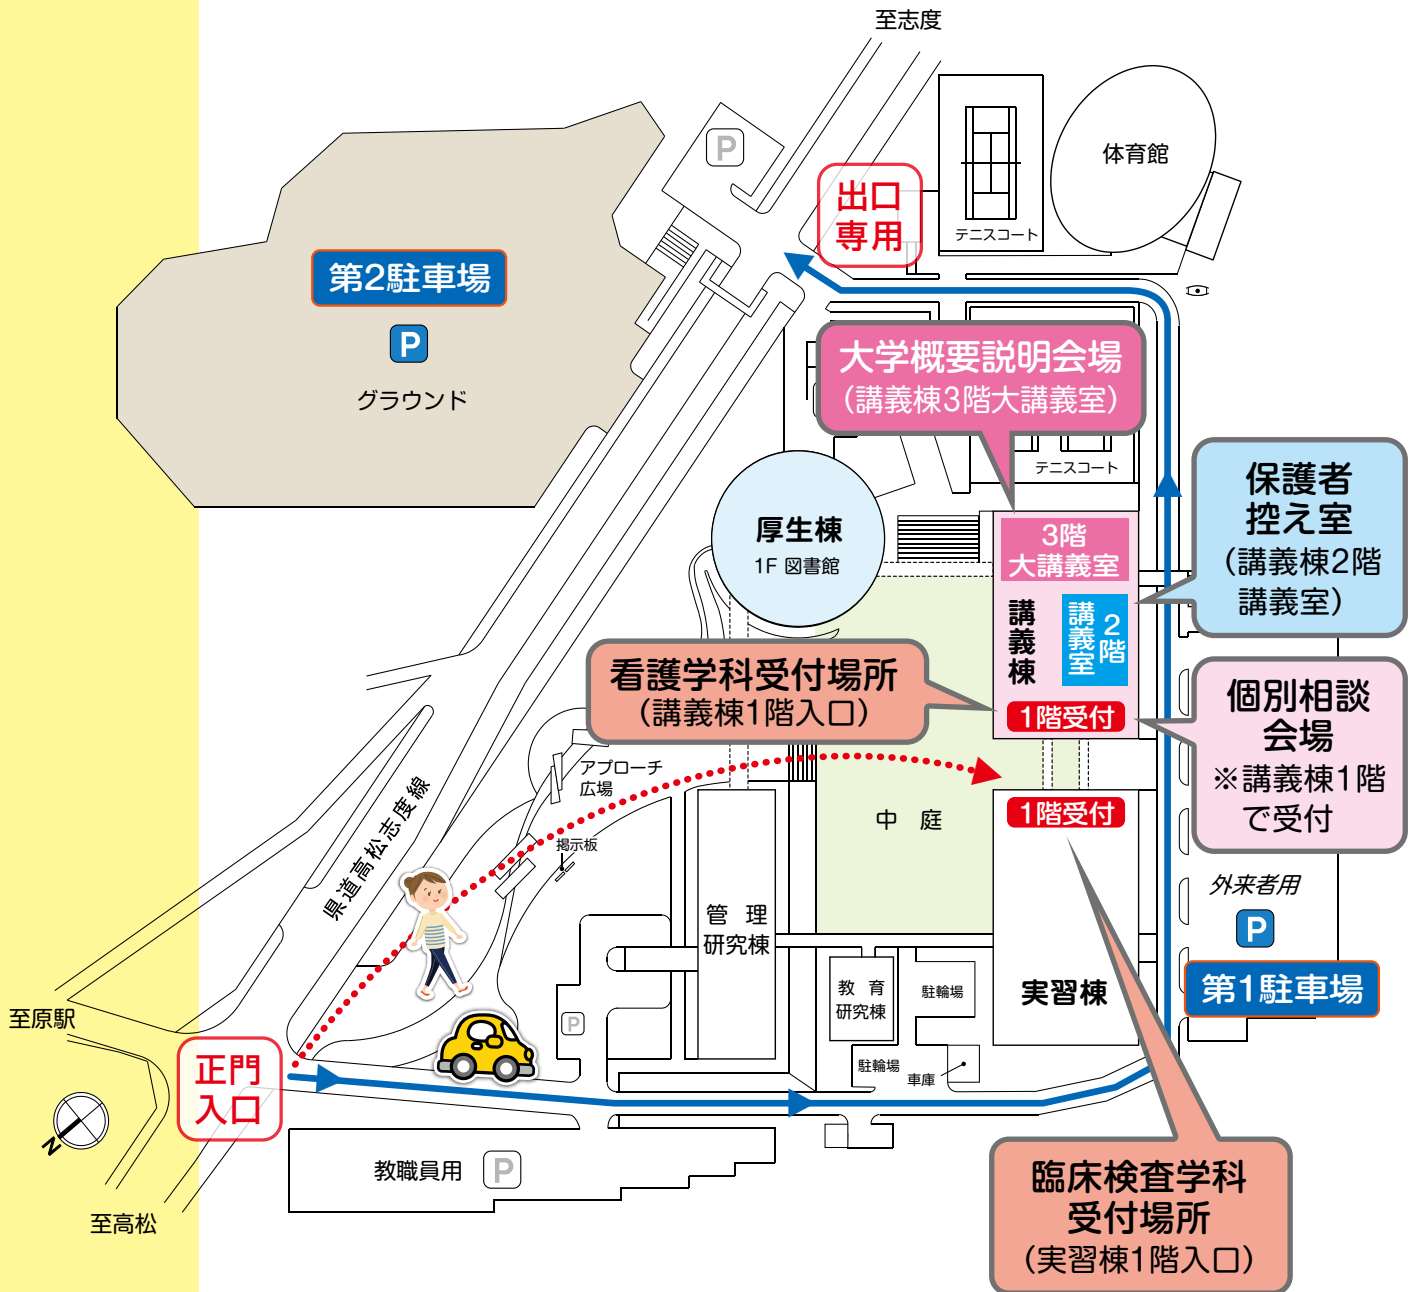 至志度
P
体育館
出口
専用
テニスコート
第2駐車場
P
グラウンド
大学概要説明会場
（講義棟3階大講義室）
テニスコート
保護者
控え室
（講義棟2階
講義室）
厚生棟
1F 図書館
3階
大講義室
講義棟
2階
講義室
看護学科受付場所
（講義棟1階入口）
1階受付
個別相談
会場
※講義棟1階
で受付
アプローチ
広場
県道高松志度線
掲示板
中 庭
1階受付
外来者用
P
第1駐車場
管 理
研究棟
教 育
研究棟
駐輪場
実習棟
P
至原駅
正門
入口
駐輪場
車庫
N
教職員用
P
至高松
臨床検査学科
受付場所
（実習棟1階入口）